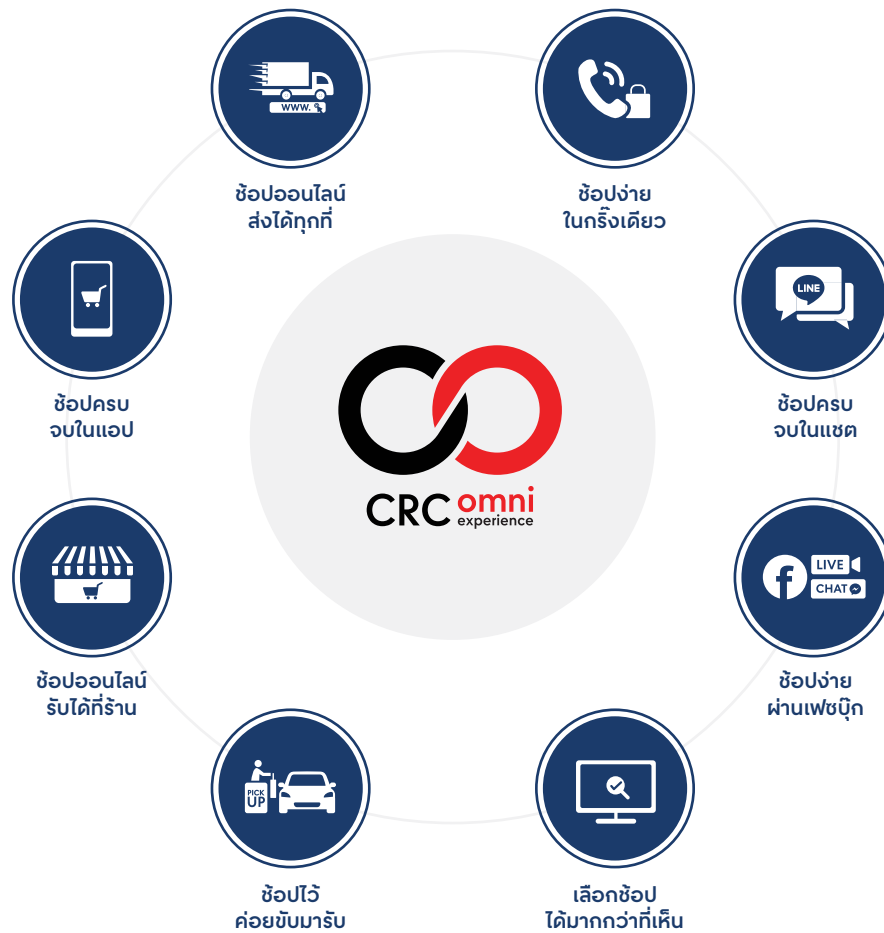 WWW.
ช้อปออนไลน์
ส่งได้ทุกที่
ช้อปง่าย
ในกริ๊งเดียว
LINE
ช้อปครบ
จบในแอป
ช้อปครบ
จบในแชต
CRC omni
experience
ช้อปออนไลน์
รับได้ที่ร้าน
f
LIVE
CHAT
ช้อปง่าย
ผ่านเฟซบุ๊ก
PICK
UP
ช้อปไว้
ค่อยขับมารับ
เลือกช้อป
ได้มากกว่าที่เห็น